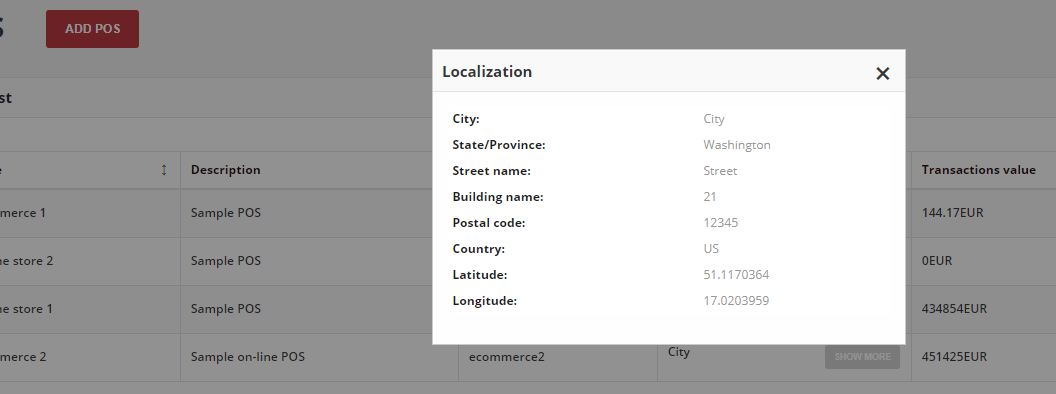 ADD POS
Localization
st
City: City
State/Province: Washington
Street name: Street
Building name: 21
Postal code: 12345
Country: US
Latitude: 51.1170364
Longitude: 17.0203959
e Description Transactions value
merce 1 Sample POS 144.17EUR
ne store 2 Sample POS 0EUR
ne store 1 Sample POS 434854EUR
merce 2 Sample on-line POS ecommerce2 City SHOW MORE 451425EUR